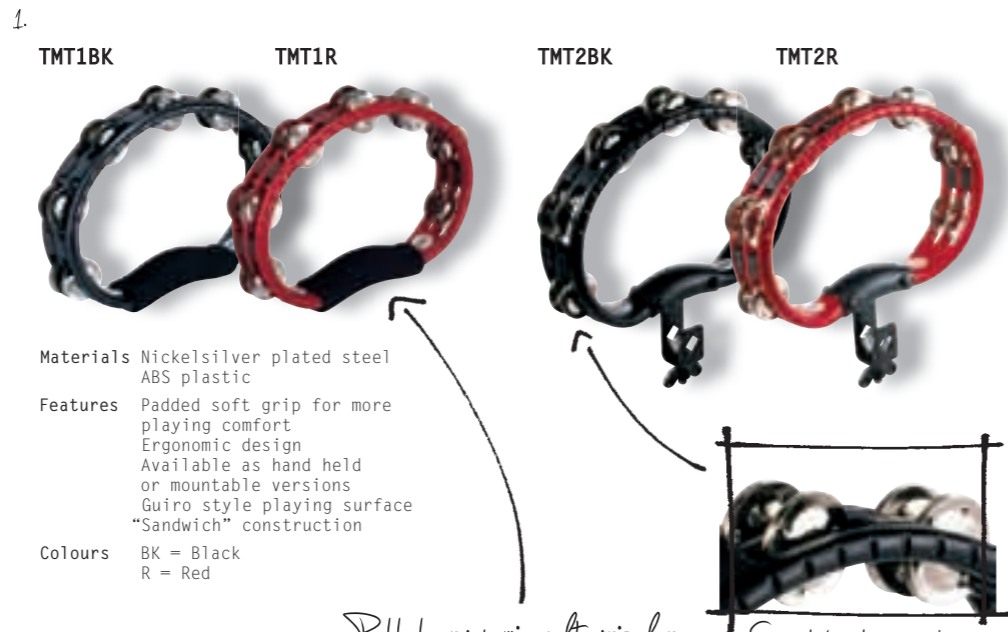 1.
TMT1BK TMT1R TMT2BK TMT2R
Materials Nickelsilver plated steel
ABS plastic
Features Padded soft grip for more
playing comfort
Ergonomic design
Available as hand held
or mountable versions
Guiro style playing surface
“Sandwich” construction
Colours BK = Black
R = Red